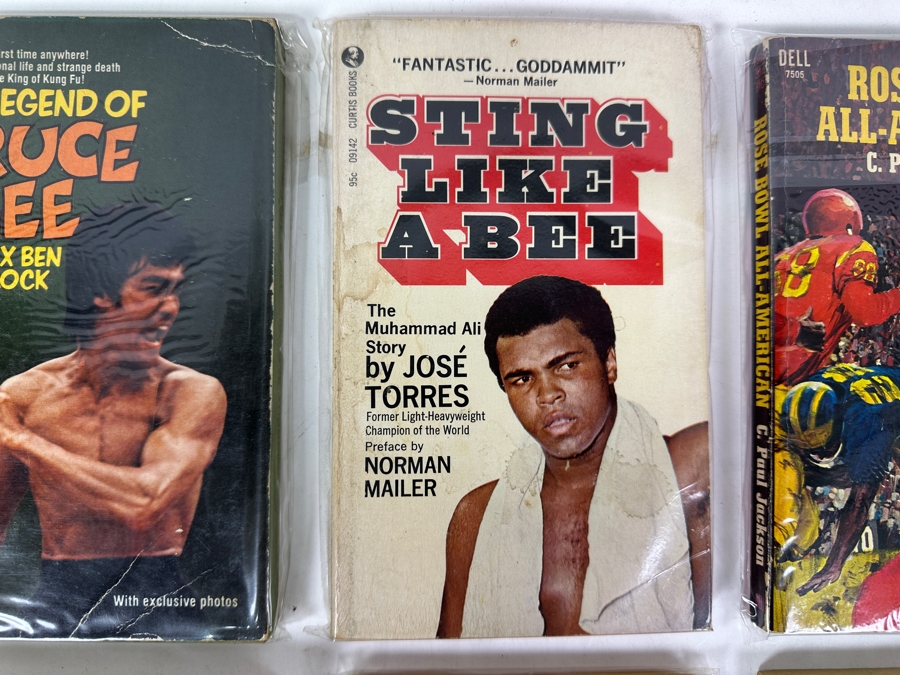 irst time anywhere!
onal life and strange death
e King of Kung Fu!
EGEND OF
RUCE
EE
X BEN
OCK
With exclusive photos
95c 09142 CURTIS BOOKS
"FANTASTIC...GODDAMMIT"
—Norman Mailer
STING
LIKE
A BEE
The
Muhammad Ali
Story
by JOSÉ
TORRES
Former Light-Heavyweight
Champion of the World
Preface by
NORMAN
MAILER
ROSE BOWL ALL-AMERICAN C. Paul Jackson
DELL
7505
ROS
ALL-A
C. P
88